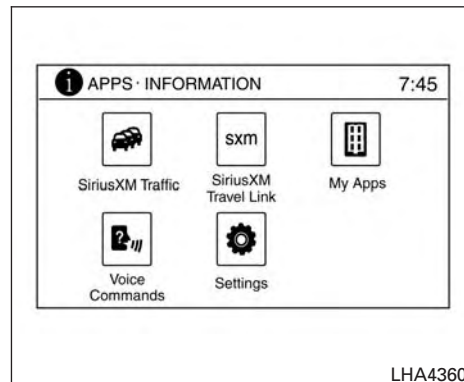 i APPS · INFORMATION 7:45
sxm
SiriusXM Traffic SiriusXM My Apps
Travel Link
?
Voice Settings
Commands
LHA4360